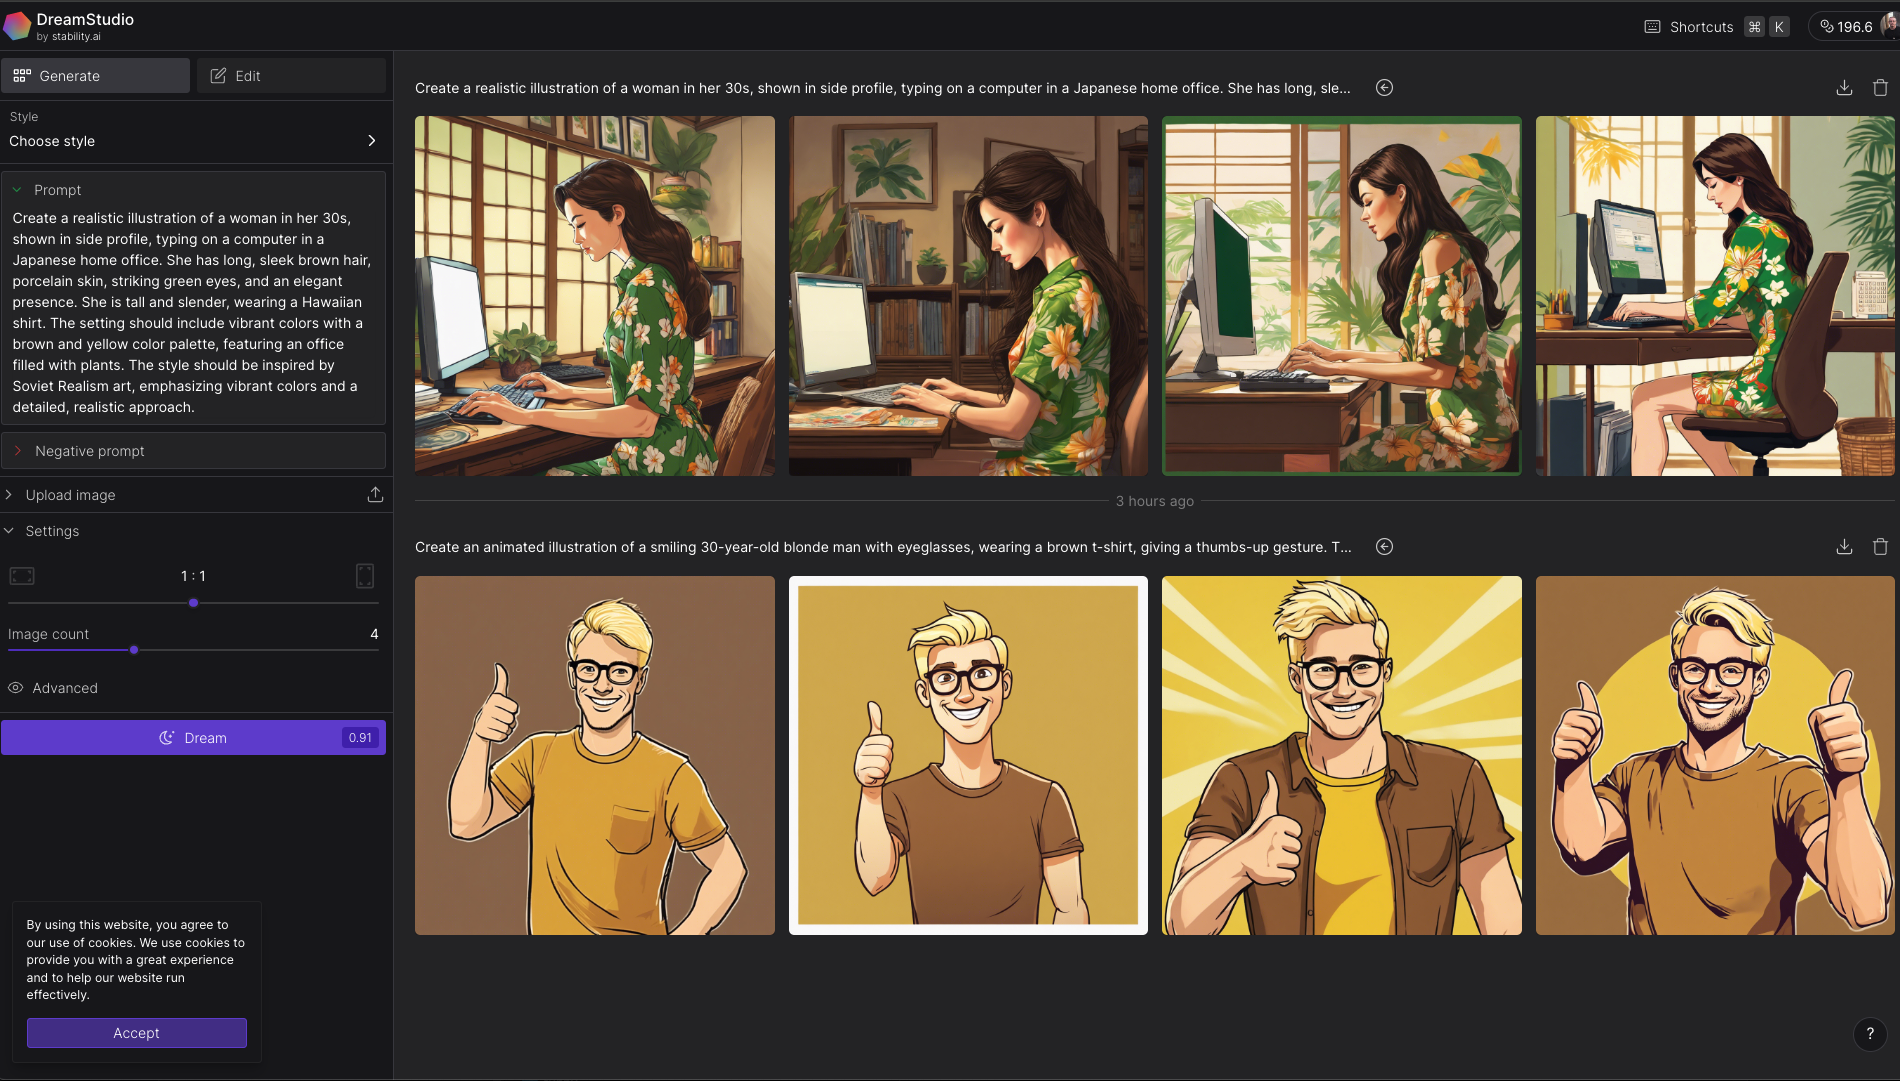 DreamStudio
by stability.ai
Shortcuts ⌘ K
196.6
Generate
Edit
Style
Choose style
Prompt
Create a realistic illustration of a woman in her 30s,
shown in side profile, typing on a computer in a
Japanese home office. She has long, sleek brown hair,
porcelain skin, striking green eyes, and an elegant
presence. She is tall and slender, wearing a Hawaiian
shirt. The setting should include vibrant colors with a
brown and yellow color palette, featuring an office
filled with plants. The style should be inspired by
Soviet Realism art, emphasizing vibrant colors and a
detailed, realistic approach.
Negative prompt
Upload image
Settings
1 : 1
Image count 4
Advanced
Dream 0.91
By using this website, you agree to
our use of cookies. We use cookies to
provide you with a great experience
and to help our website run
effectively.
Accept
Create a realistic illustration of a woman in her 30s, shown in side profile, typing on a computer in a Japanese home office. She has long, sle...
3 hours ago
Create an animated illustration of a smiling 30-year-old blonde man with eyeglasses, wearing a brown t-shirt, giving a thumbs-up gesture. T...
?